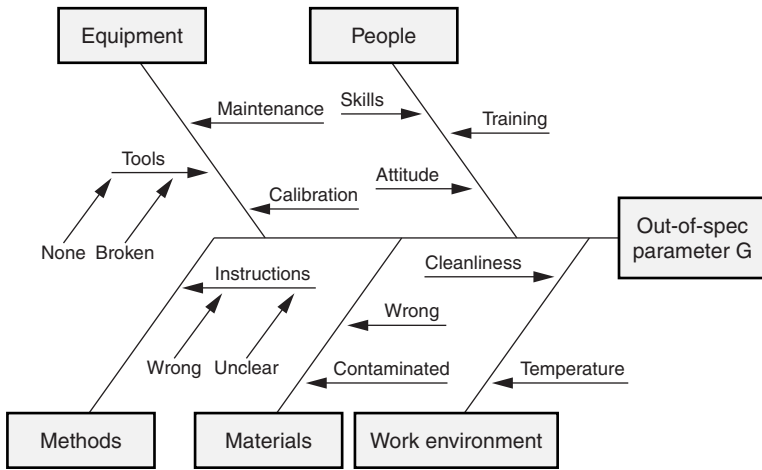 Equipment
People
Maintenance
Skills
Training
Tools
Attitude
Calibration
None
Broken
Out-of-spec
parameter G
Instructions
Cleanliness
Wrong
Wrong
Unclear
Contaminated
Temperature
Methods
Materials
Work environment